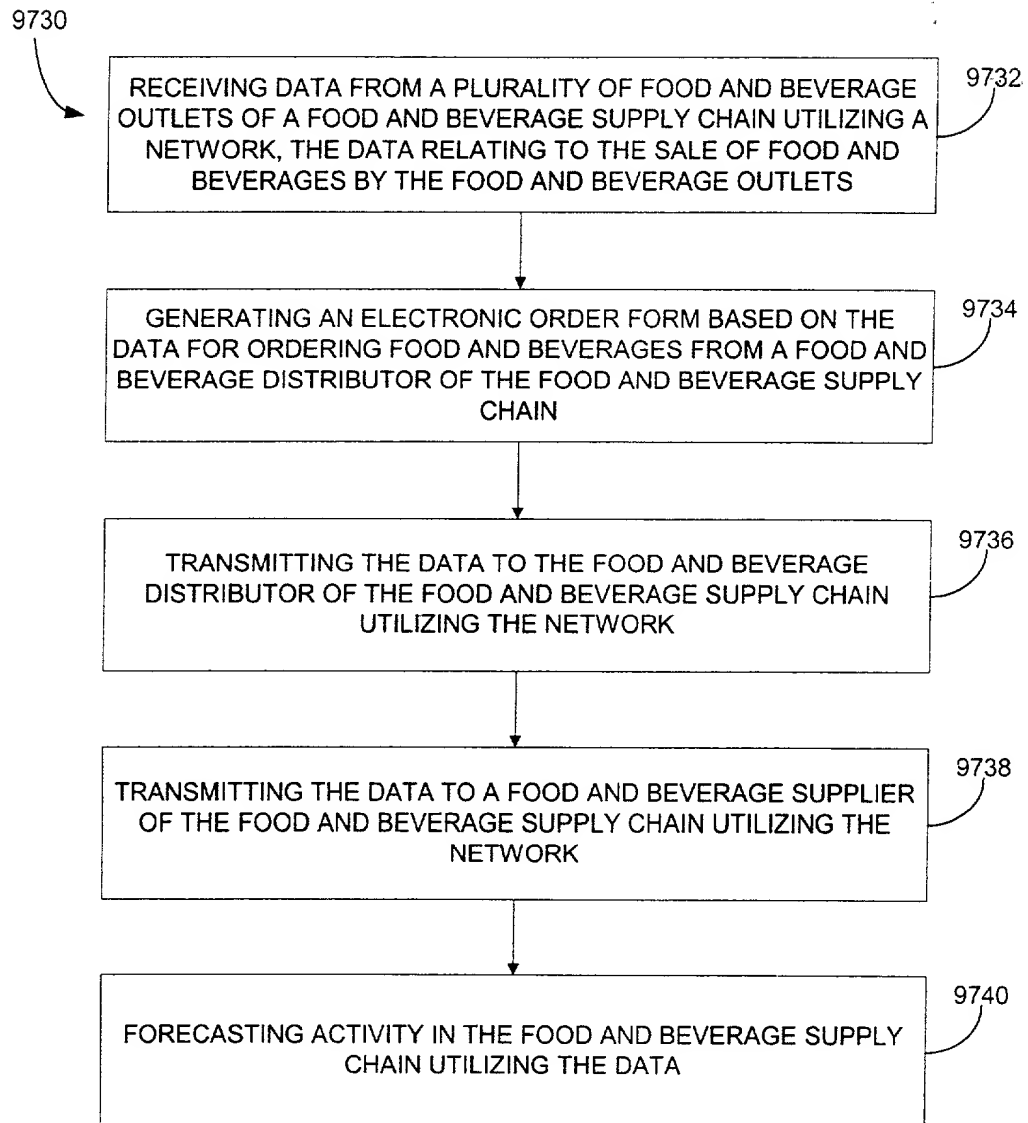 9730
RECEIVING DATA FROM A PLURALITY OF FOOD AND BEVERAGE
OUTLETS OF A FOOD AND BEVERAGE SUPPLY CHAIN UTILIZING A
NETWORK, THE DATA RELATING TO THE SALE OF FOOD AND
BEVERAGES BY THE FOOD AND BEVERAGE OUTLETS
9732
GENERATING AN ELECTRONIC ORDER FORM BASED ON THE
DATA FOR ORDERING FOOD AND BEVERAGES FROM A FOOD AND
BEVERAGE DISTRIBUTOR OF THE FOOD AND BEVERAGE SUPPLY
CHAIN
9734
TRANSMITTING THE DATA TO THE FOOD AND BEVERAGE
DISTRIBUTOR OF THE FOOD AND BEVERAGE SUPPLY CHAIN
UTILIZING THE NETWORK
9736
TRANSMITTING THE DATA TO A FOOD AND BEVERAGE SUPPLIER
OF THE FOOD AND BEVERAGE SUPPLY CHAIN UTILIZING THE
NETWORK
9738
FORECASTING ACTIVITY IN THE FOOD AND BEVERAGE SUPPLY
CHAIN UTILIZING THE DATA
9740